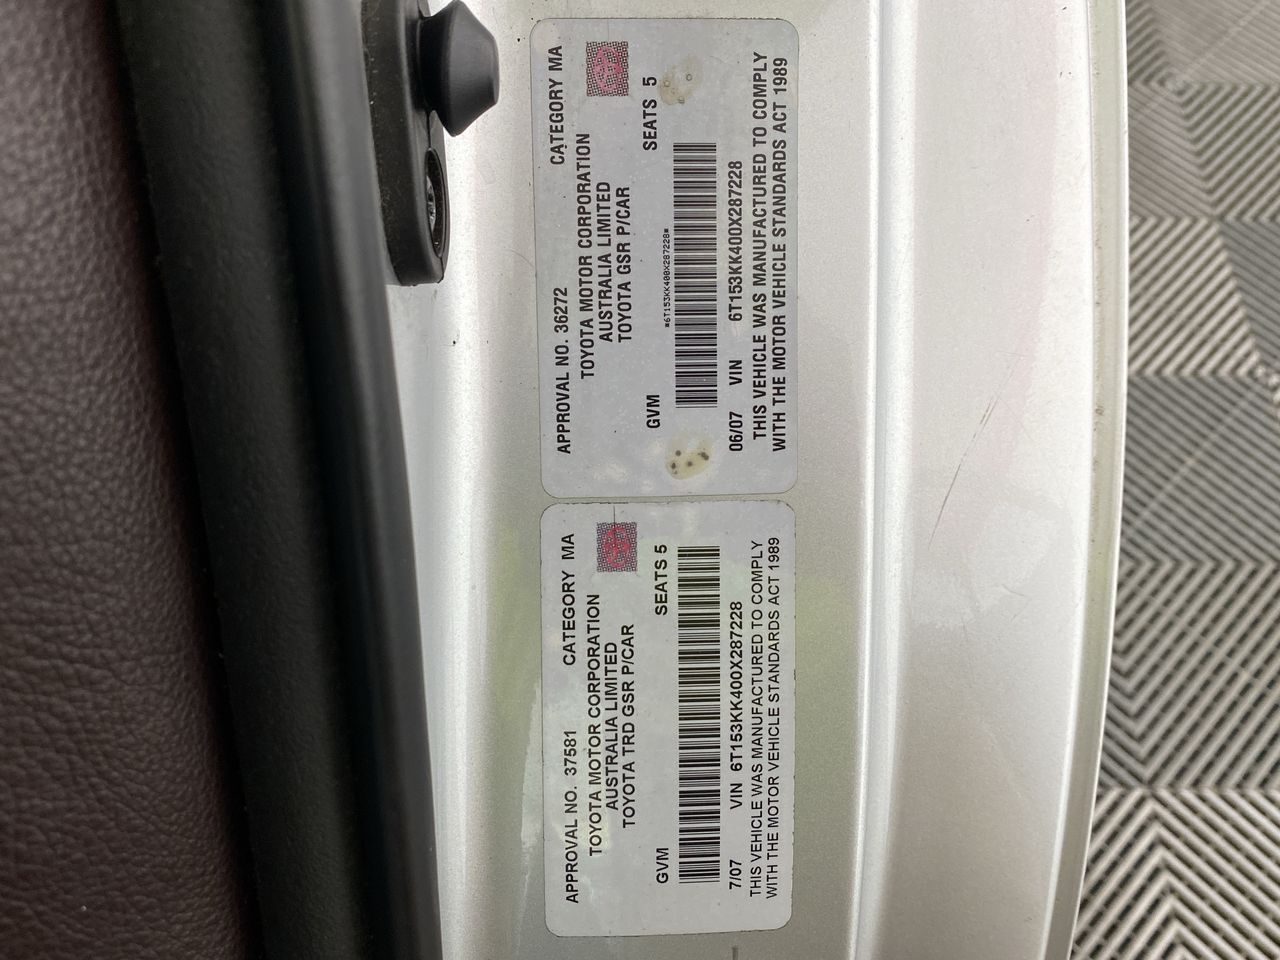 APPROVAL NO. 36272 CATEGORY MA
TOYOTA MOTOR CORPORATION
AUSTRALIA LIMITED
TOYOTA GSR P/CAR
GVM SEATS 5
*6T153KK400X287228*
06/07 VIN 6T153KK400X287228
THIS VEHICLE WAS MANUFACTURED TO COMPLY
WITH THE MOTOR VEHICLE STANDARDS ACT 1989
APPROVAL NO. 37581 CATEGORY MA
TOYOTA MOTOR CORPORATION
AUSTRALIA LIMITED
TOYOTA TRD GSR P/CAR
GVM SEATS 5
7/07 VIN 6T153KK400X287228
THIS VEHICLE WAS MANUFACTURED TO COMPLY
WITH THE MOTOR VEHICLE STANDARDS ACT 1989